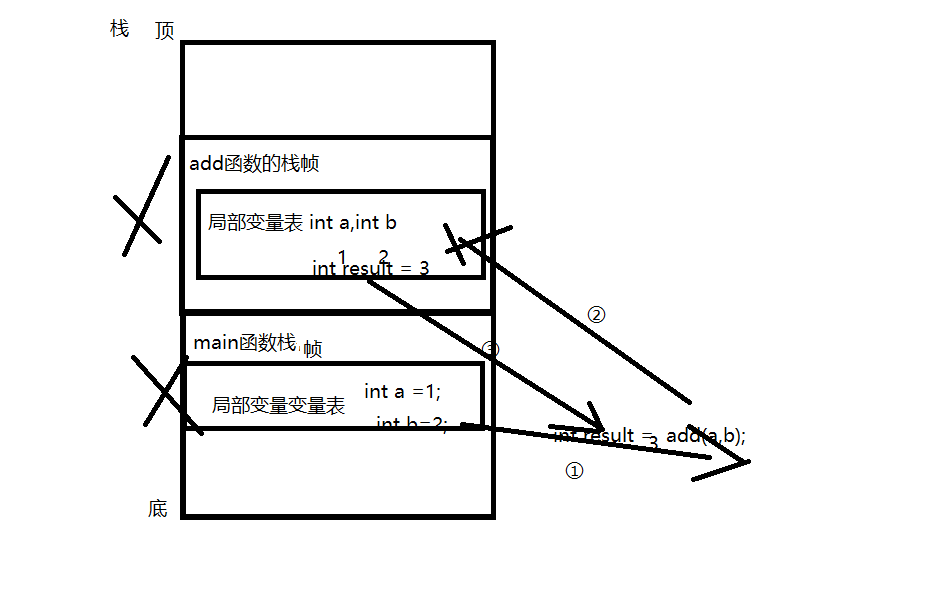 栈 顶
add函数的栈帧
局部变量表 int a,int b
1 2
int result = 3
②
main函数栈帧
③
int a =1;
局部变量变量表
int b=2;
int result = 3 add(a,b);
①
底